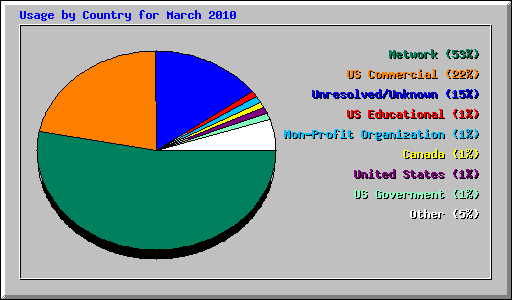 Usage by Country for March 2010
Network (53%)
US Commercial (22%)
Unresolved/Unknown (15%)
US Educational (1%)
Non-Profit Organization (1%)
Canada (1%)
United States (1%)
US Government (1%)
Other (5%)